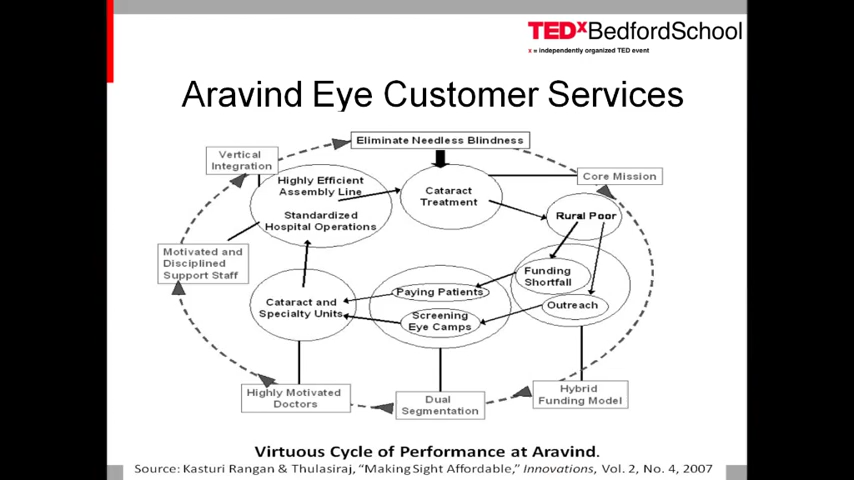 TEDxBedfordSchool
x = independently organized TED event
Aravind Eye Customer Services
Eliminate Needless Blindness
Vertical
Integration
Core Mission
Highly Efficient
Assembly Line
Standardized
Hospital Operations
Cataract
Treatment
Rural Poor
Motivated and
Disciplined
Support Staff
Funding
Shortfall
Outreach
Paying Patients
Screening
Eye Camps
Cataract and
Specialty Units
Highly Motivated
Doctors
Dual
Segmentation
Hybrid
Funding Model
Virtuous Cycle of Performance at Aravind.
Source: Kasturi Rangan & Thulasiraj, "Making Sight Affordable," Innovations, Vol. 2, No. 4, 2007